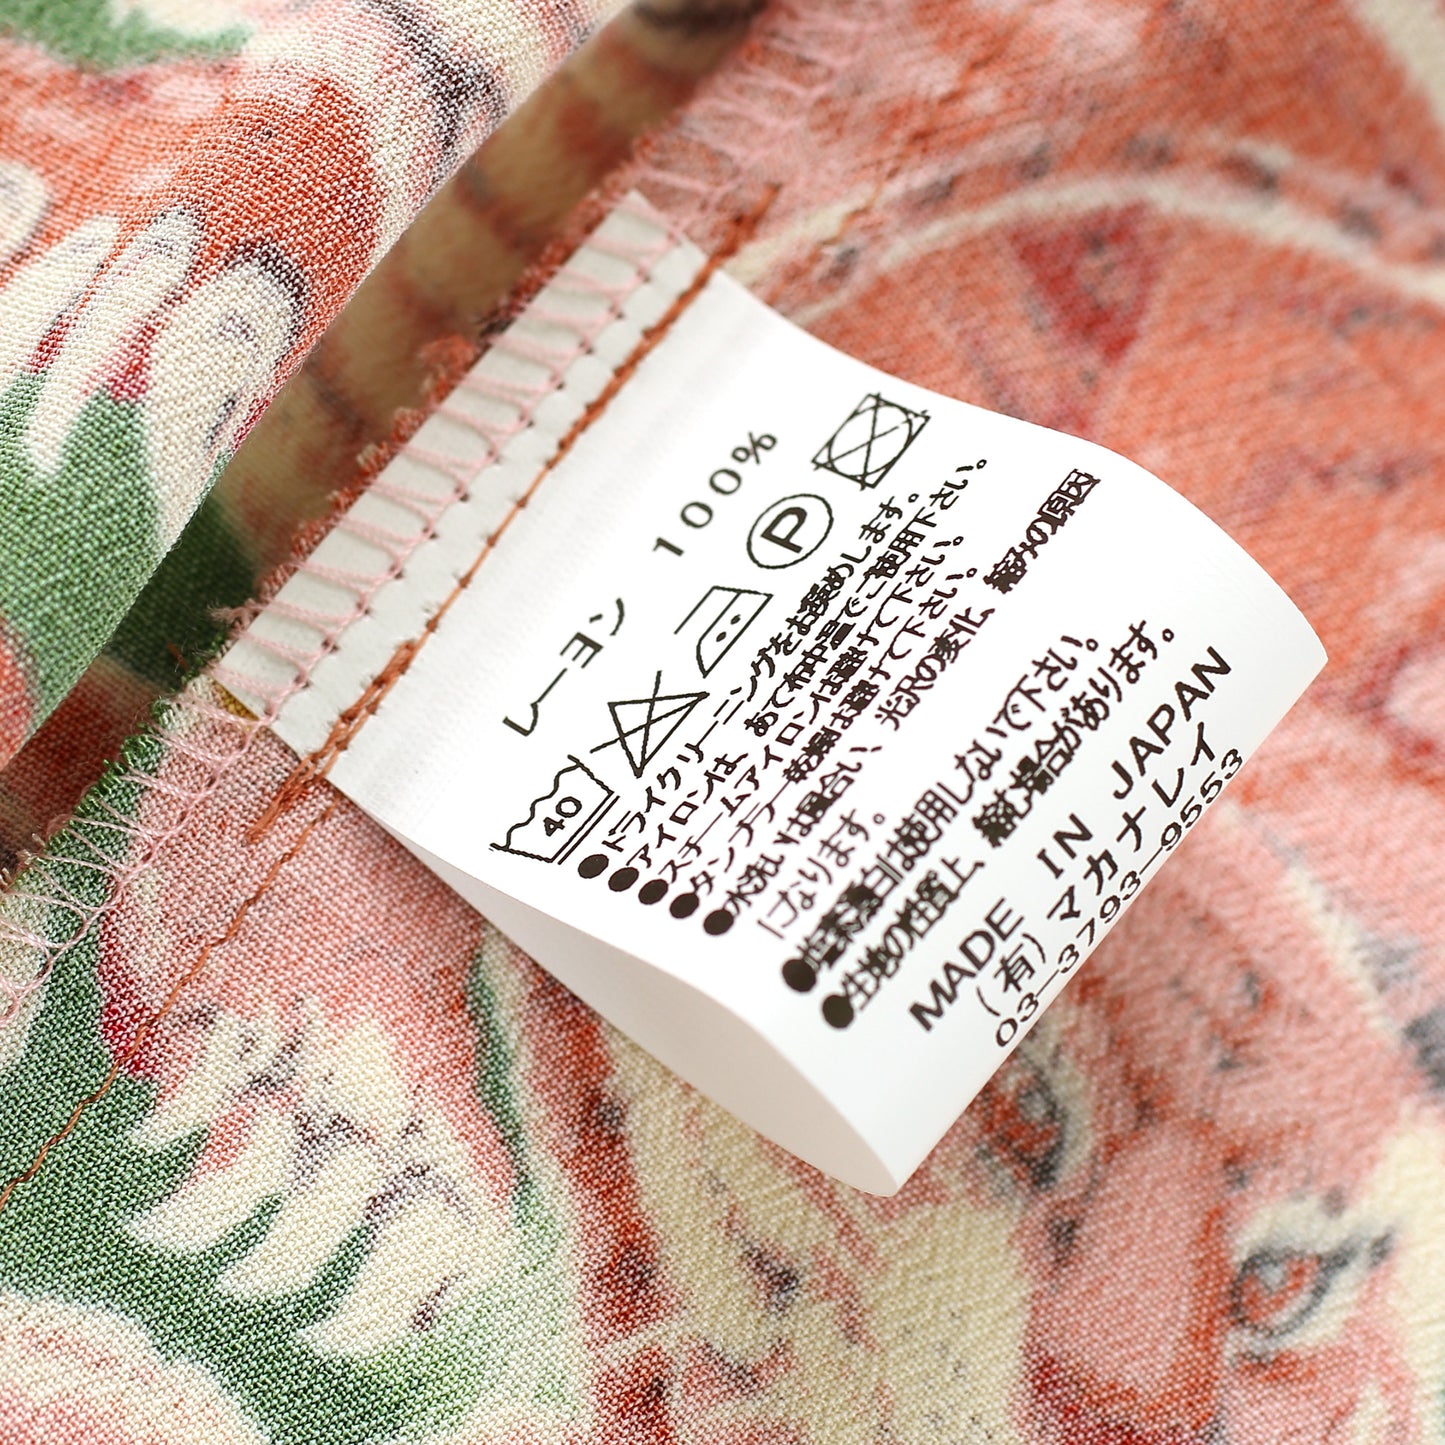 レーヨン 100%
40
P
●ドライクリーニングをお奨めします。
●アイロンは、あて布中温でご使用下さい。
●スチームアイロンは避けて下さい。
●タンブラー乾燥は避けて下さい。
●水洗いは風合い、光沢の変化、縮みの原因
になります。
●塩素漂白は使用しないで下さい。
●生地の性質上、縮む場合があります。
MADE IN JAPAN
(有)マカナレイ
03-3793-9553